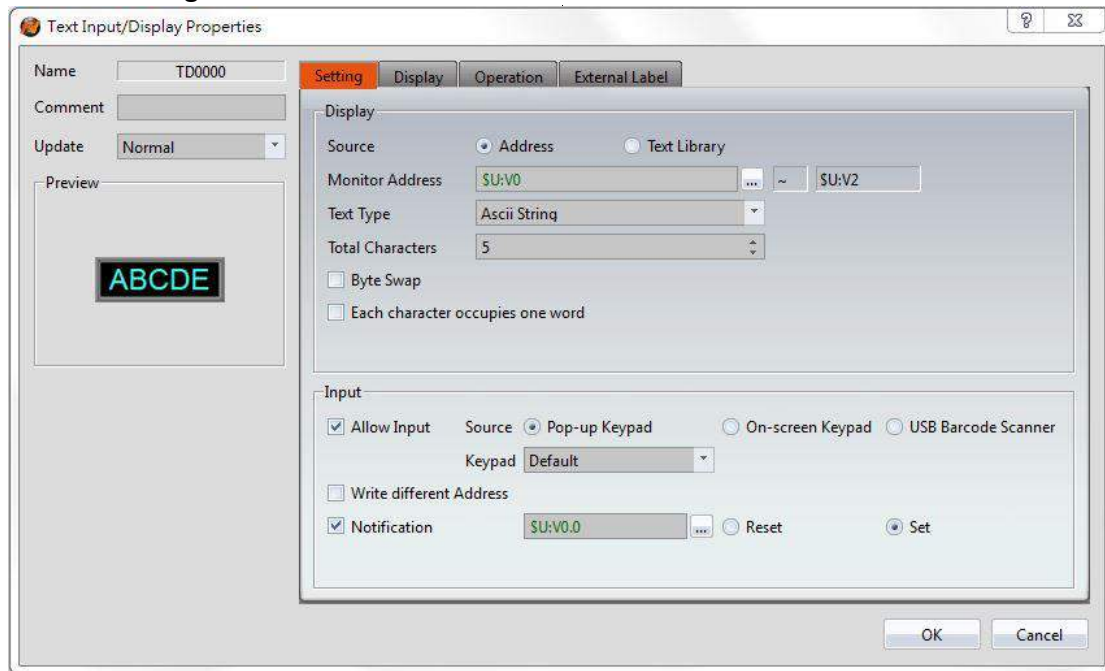 Text Input/Display Properties
Name TD0000
Comment
Update Normal
Preview
ABCDE
Setting Display Operation External Label
Display
Source Address Text Library
Monitor Address $U:V0 ... ~ $U:V2
Text Type Ascii String
Total Characters 5
Byte Swap
Each character occupies one word
Input
Allow Input Source Pop-up Keypad On-screen Keypad USB Barcode Scanner
Keypad Default
Write different Address
Notification $U:V0.0 ... Reset Set
OK Cancel